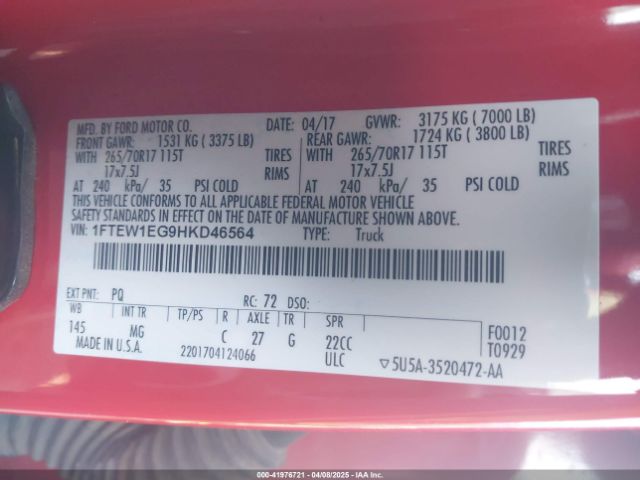 MFD. BY FORD MOTOR CO. DATE: 04/17 GVWR: 3175 KG ( 7000 LB)
FRONT GAWR: 1531 KG ( 3375 LB) REAR GAWR: 1724 KG ( 3800 LB)
WITH 265/70R17 115T TIRES WITH 265/70R17 115T TIRES
17x7.5J RIMS 17x7.5J RIMS
AT 240 kPa/ 35 PSI COLD AT 240 kPa/ 35 PSI COLD
THIS VEHICLE CONFORMS TO ALL APPLICABLE FEDERAL MOTOR VEHICLE
SAFETY STANDARDS IN EFFECT ON THE DATE OF MANUFACTURE SHOWN ABOVE.
VIN: 1FTEW1EG9HKD46564 TYPE: Truck
EXT PNT: PQ RC: 72 DSO:
WB INT TR TP/PS R AXLE TR SPR
145 MG C 27 G 22CC F0012
MADE IN U.S.A. 2201704124066 ULC T0929
▽5U5A-3520472-AA
000-41976721 - 04/08/2025 - IAA Inc.